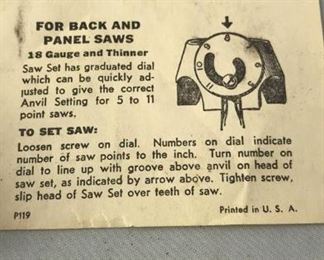 FOR BACK AND
PANEL SAWS
18 Gauge and Thinner
Saw Set has graduated dial
which can be quickly ad-
justed to give the correct
Anvil Setting for 5 to 11
point saws.
TO SET SAW:
Loosen screw on dial. Numbers on dial indicate
number of saw points to the inch. Turn number on
dial to line up with groove above anvil on head of
saw set, as indicated by arrow above. Tighten screw,
slip head of Saw Set over teeth of saw.
P119 Printed in U. S. A.